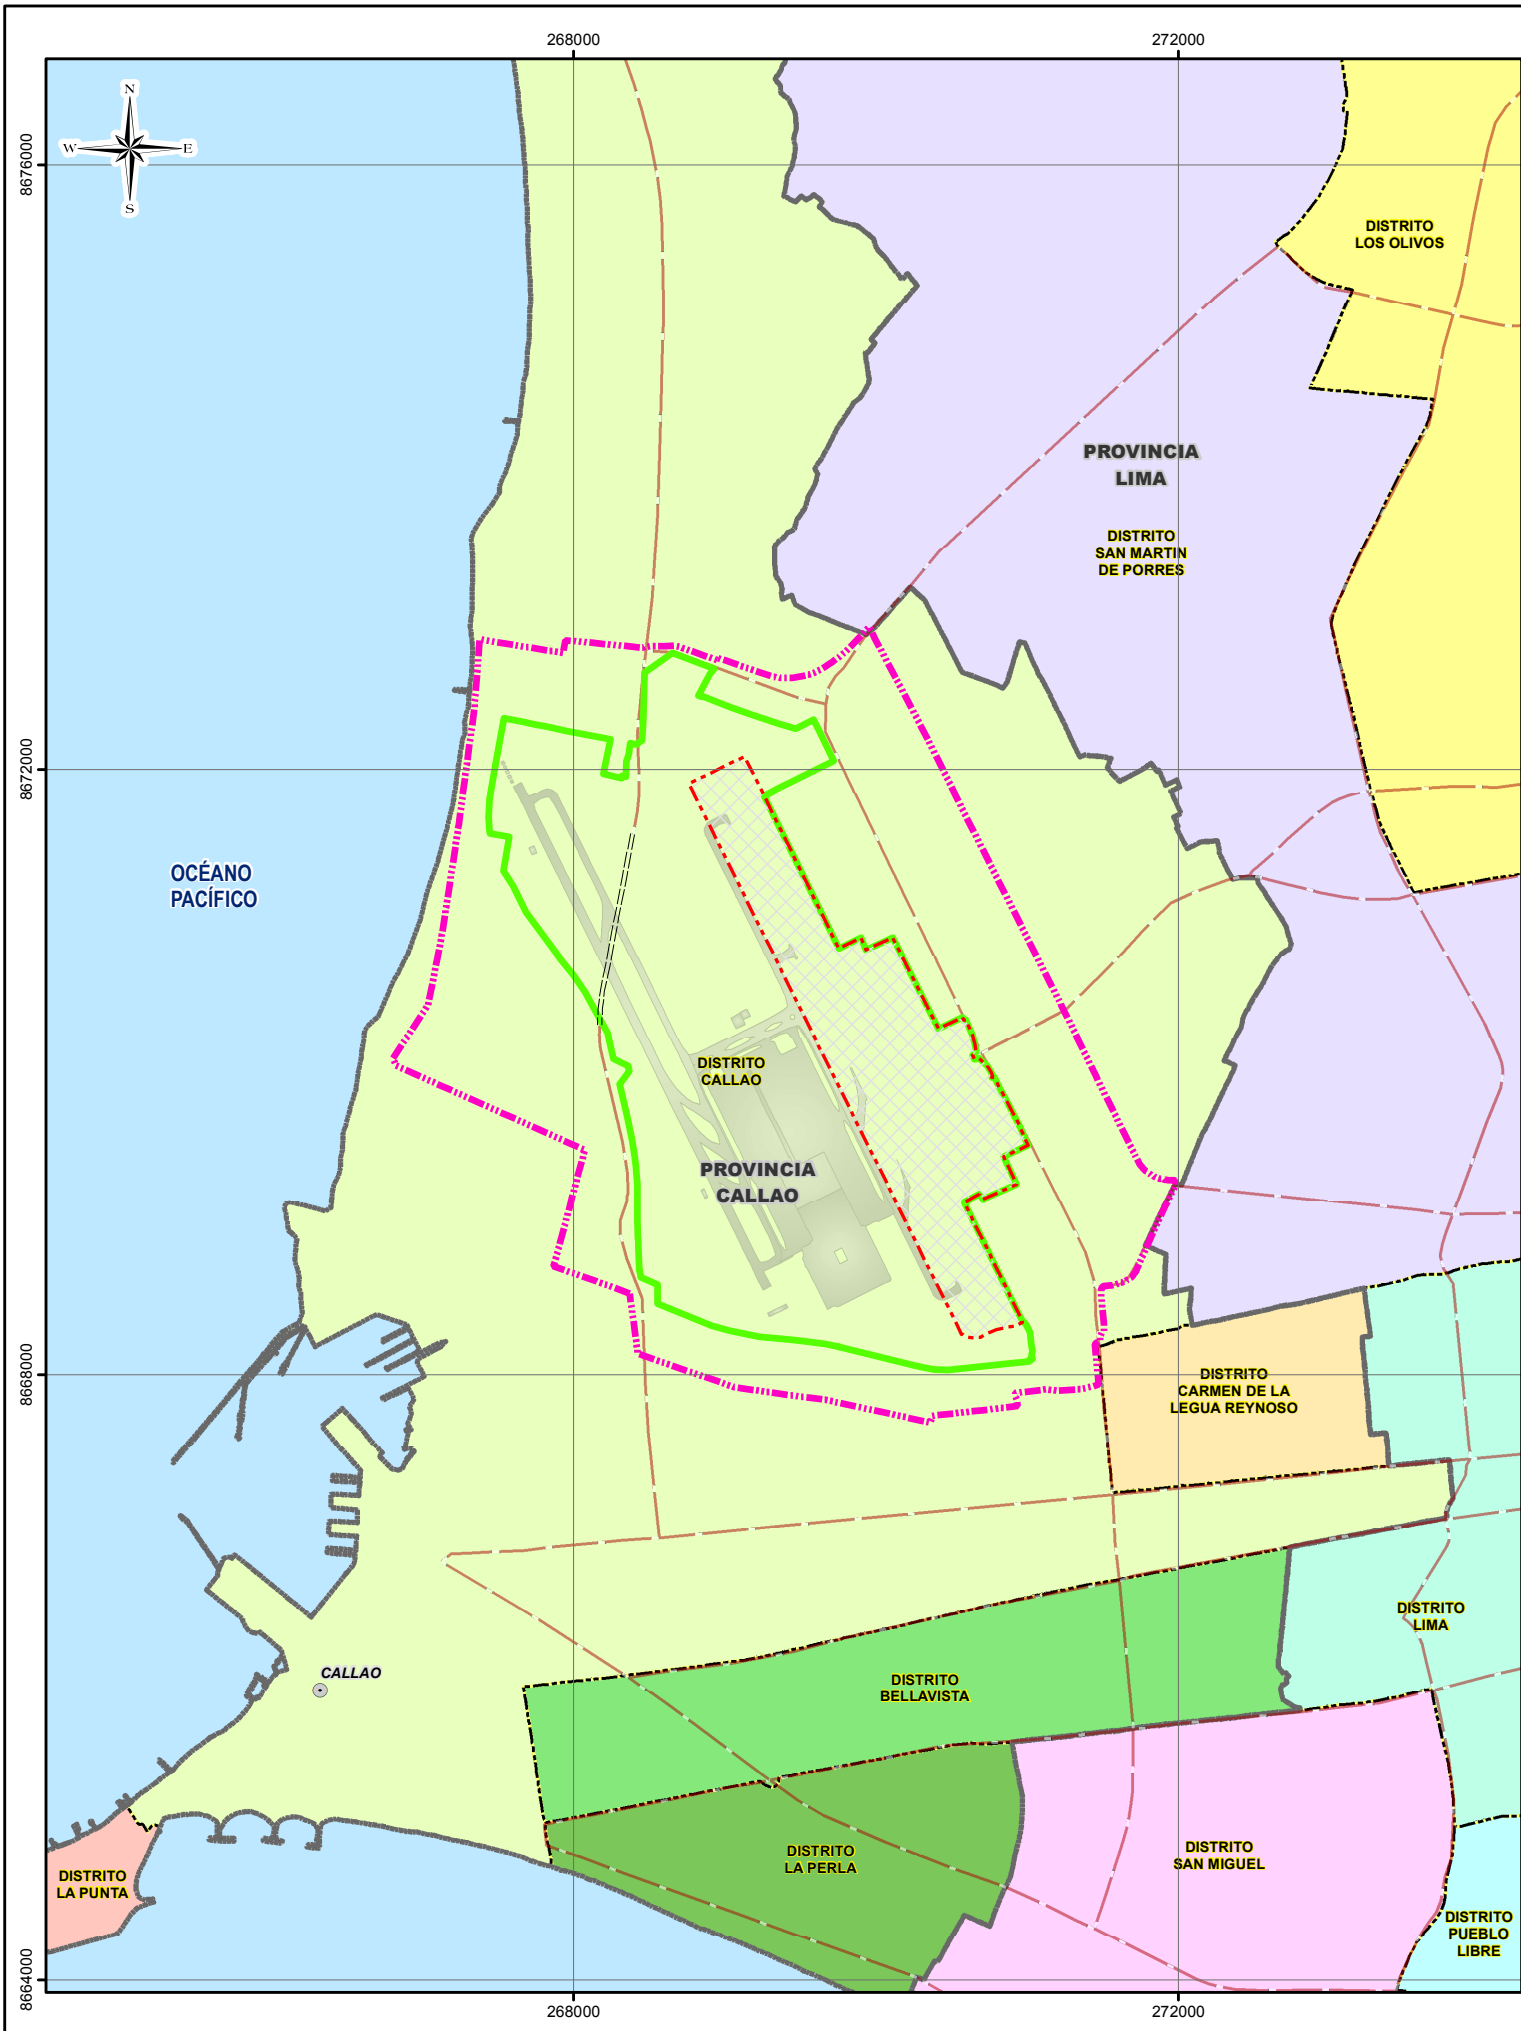 268000
272000
N
W
E
S
8676000
DISTRITO
LOS OLIVOS
PROVINCIA
LIMA
DISTRITO
SAN MARTIN
DE PORRES
8672000
OCÉANO
PACÍFICO
DISTRITO
CALLAO
PROVINCIA
CALLAO
8668000
DISTRITO
CARMEN DE LA
LEGUA REYNOSO
DISTRITO
LIMA
CALLAO
DISTRITO
BELLAVISTA
DISTRITO
LA PERLA
DISTRITO
SAN MIGUEL
DISTRITO
LA PUNTA
DISTRITO
PUEBLO
LIBRE
8664000
268000
272000